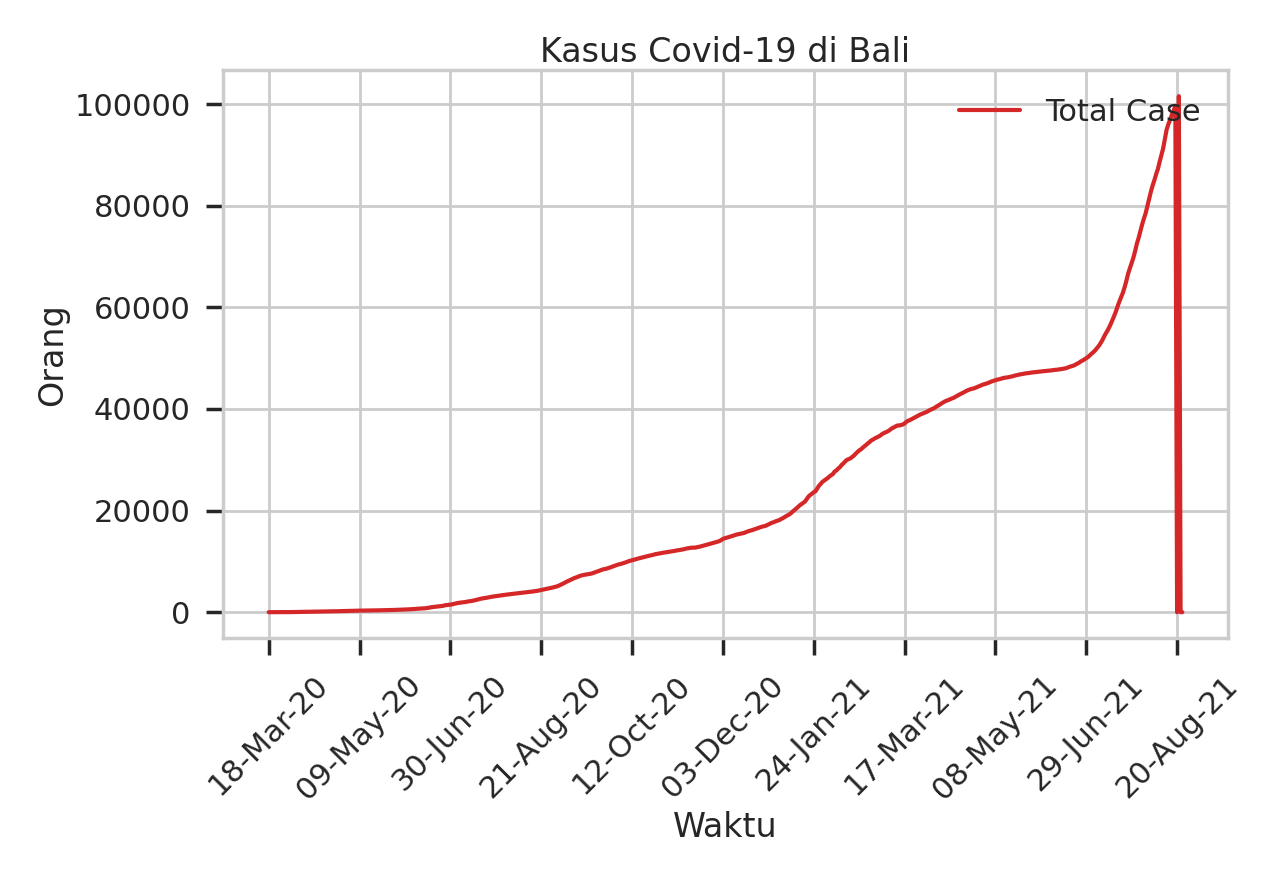 Kasus Covid-19 di Bali
Total Case
Orang
100000
80000
60000
40000
20000
0
18-Mar-20
09-May-20
30-Jun-20
21-Aug-20
12-Oct-20
03-Dec-20
24-Jan-21
17-Mar-21
08-May-21
29-Jun-21
20-Aug-21
Waktu